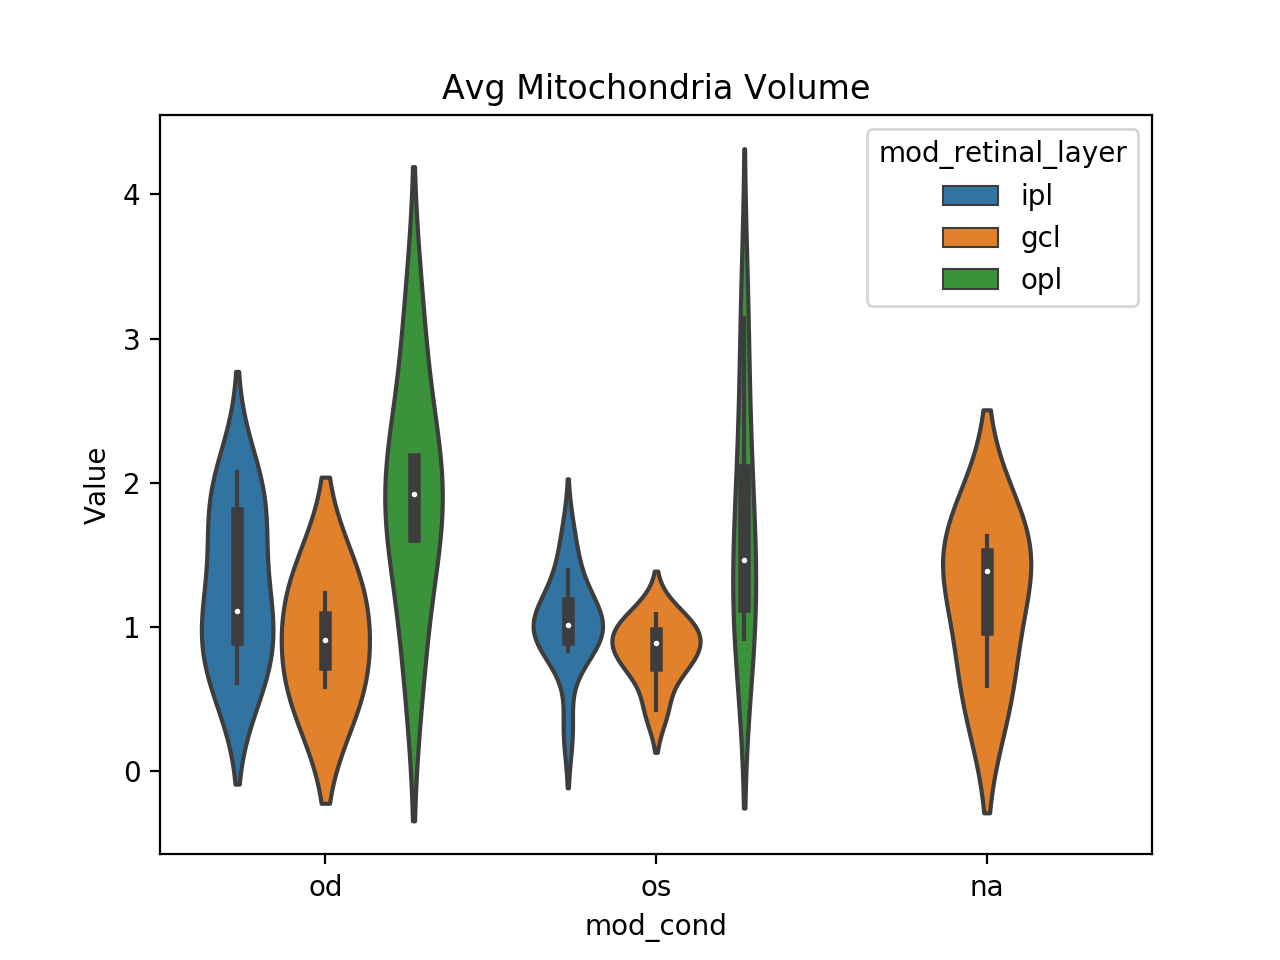 Avg Mitochondria Volume
mod_retinal_layer
ipl
gcl
opl
Value
4
3
2
1
0
od os na
mod_cond